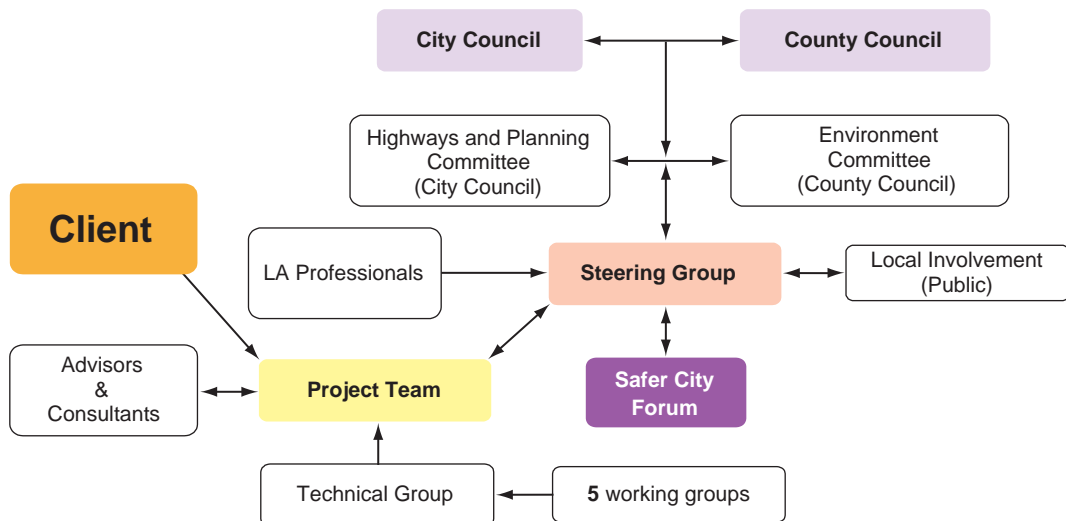 City Council
County Council
Highways and Planning
Committee
(City Council)
Environment
Committee
(County Council)
Client
LA Professionals
Steering Group
Local Involvement
(Public)
Advisors
&
Consultants
Project Team
Safer City
Forum
Technical Group
5 working groups